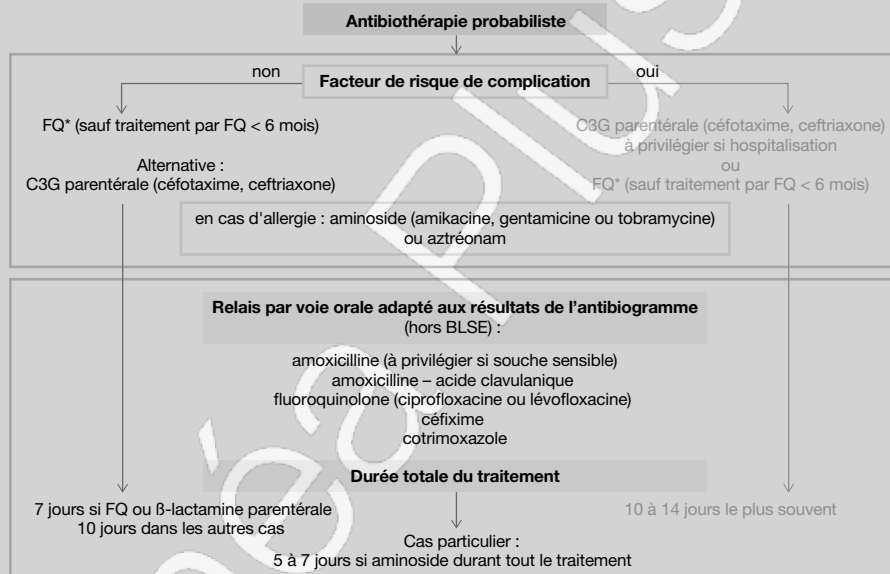 Antibiothérapie probabiliste
non
Facteur de risque de complication
oui
FQ* (sauf traitement par FQ < 6 mois)
Alternative :
C3G parentérale (céfotaxime, ceftriaxone)
C3G parentérale (céfotaxime, ceftriaxone)
à privilégier si hospitalisation
ou
FQ* (sauf traitement par FQ < 6 mois)
en cas d'allergie : aminoside (amikacine, gentamicine ou tobramycine)
ou aztréonam
Relais par voie orale adapté aux résultats de l'antibiogramme
(hors BLSE) :
amoxicilline (à privilégier si souche sensible)
amoxicilline – acide clavulanique
fluoroquinolone (ciprofloxacine ou lévofloxacine)
céfixime
cotrimoxazole
Durée totale du traitement
7 jours si FQ ou ß-lactamine parentérale
10 jours dans les autres cas
10 à 14 jours le plus souvent
Cas particulier :
5 à 7 jours si aminoside durant tout le traitement
néa Plus